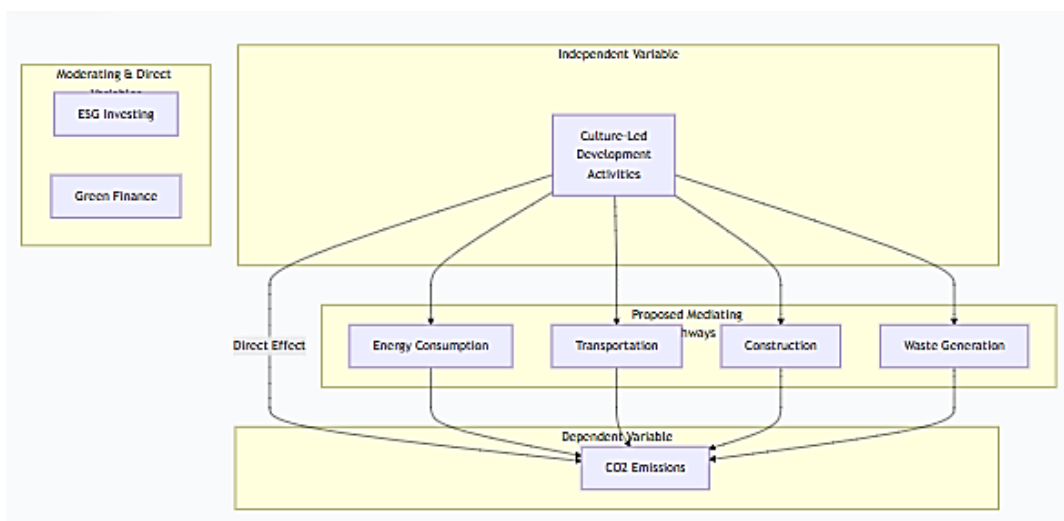 Independent Variable
Moderating & Direct
Variables
ESG Investing
Green Finance
Culture-Led
Development
Activities
Direct Effect
Proposed Mediating
Energy Consumption
Transportation
Construction
Waste Generation
Dependent Variable
CO2 Emissions